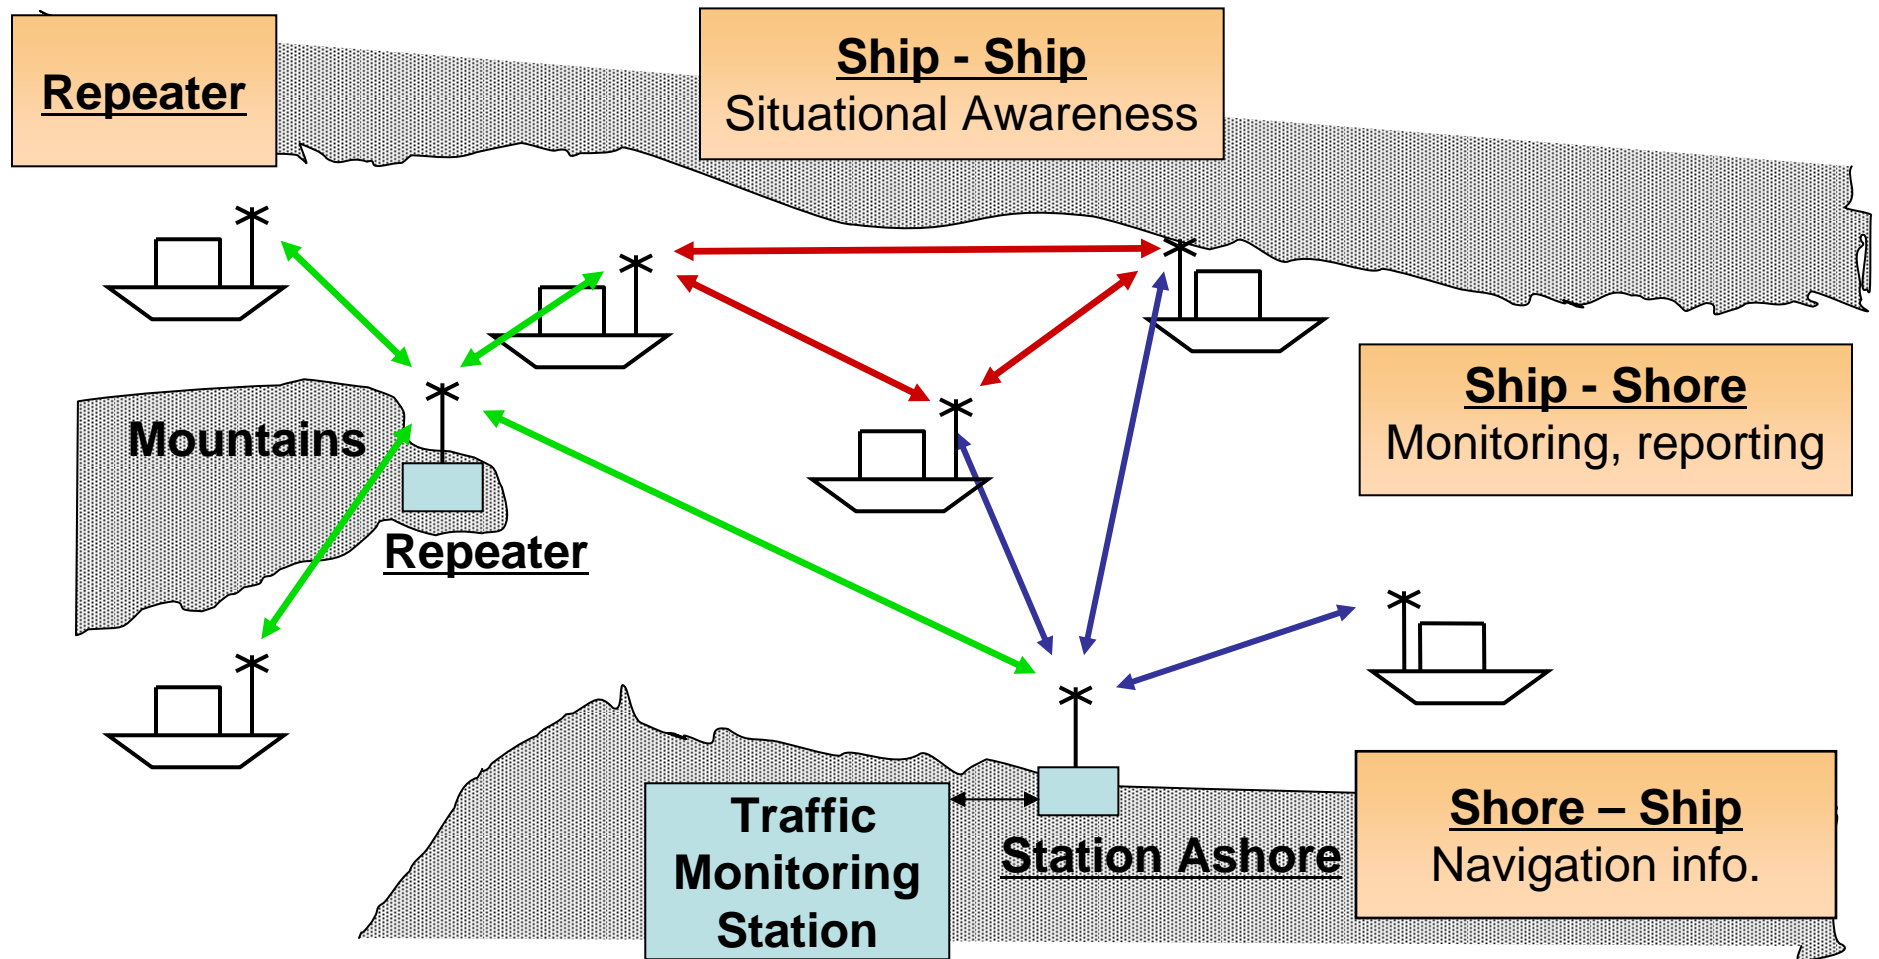 Repeater
Ship - Ship
Situational Awareness
Ship - Shore
Monitoring, reporting
Mountains
Repeater
Traffic
Monitoring
Station
Station Ashore
Shore – Ship
Navigation info.